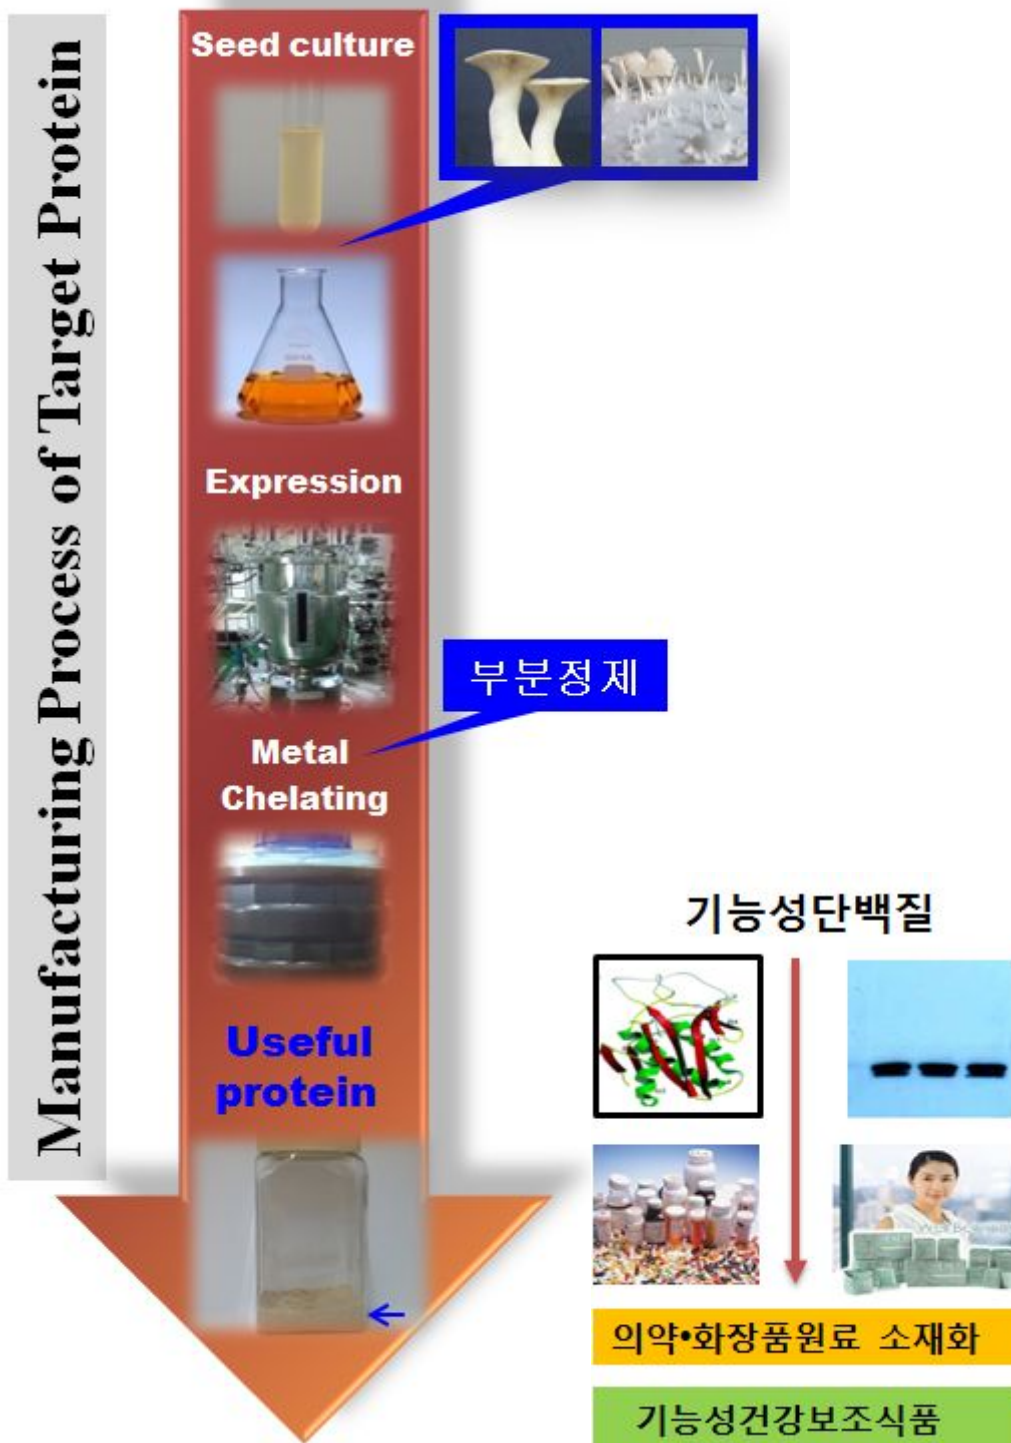 Manufacturing Process of Target Protein
Seed culture
Expression
부분정제
Metal
Chelating
Useful
protein
기능성단백질
의약•화장품원료 소재화
기능성건강보조식품